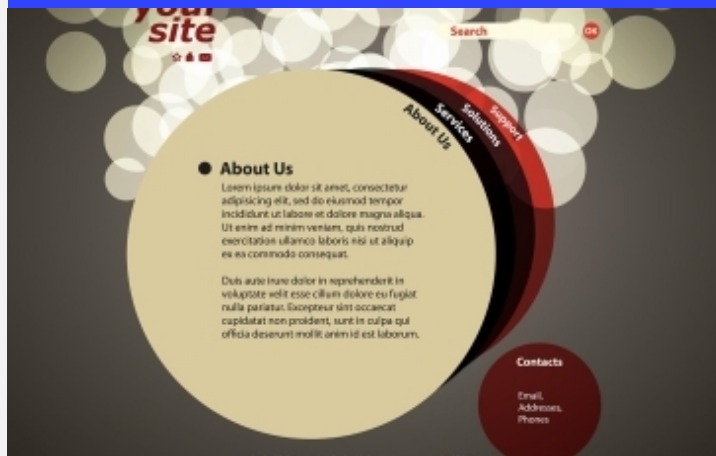 your
site
Search
OK
About Us
Services
Solutions
Support
About Us
Lorem ipsum dolor sit amet, consectetur
adipisicing elit, sed do eiusmod tempor
incididunt ut labore et dolore magna aliqua.
Ut enim ad minim veniam, quis nostrud
exercitation ullamco laboris nisi ut aliquip
ex ea commodo consequat.
Duis aute irure dolor in reprehenderit in
voluptate velit esse cillum dolore eu fugiat
nulla pariatur. Excepteur sint occaecat
cupidatat non proident, sunt in culpa qui
officia deserunt mollit anim id est laborum.
Contacts
Email,
Addresses,
Phones